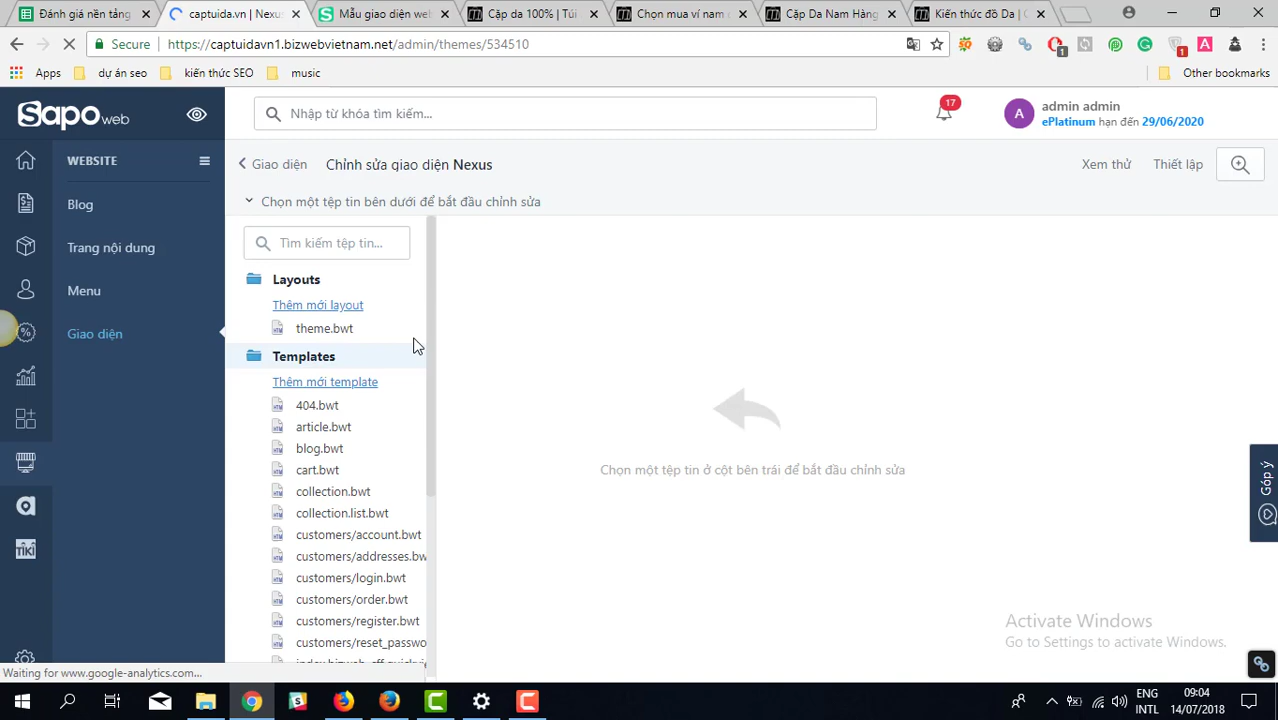 Đánh giá nền tảng
captuida.vn | Nexus
Mẫu giao diện web
Cặp da 100% | Túi
Chọn mua ví nam
Cặp Da Nam Hàng
Kiến thức đồ Da | C
Secure
https://captuidavn1.bizwebvietnam.net/admin/themes/534510
Apps
dự án seo
kiến thức SEO
music
Other bookmarks
Sapo web
Nhập từ khóa tìm kiếm...
17
A
admin admin
ePlatinum hạn đến 29/06/2020
WEBSITE
Giao diện
Chỉnh sửa giao diện Nexus
Xem thử
Thiết lập
Chọn một tệp tin bên dưới để bắt đầu chỉnh sửa
Blog
Trang nội dung
Menu
Giao diện
TIKI
Tìm kiếm tệp tin...
Layouts
Thêm mới layout
theme.bwt
Templates
Thêm mới template
404.bwt
article.bwt
blog.bwt
cart.bwt
collection.bwt
collection.list.bwt
customers/account.bwt
customers/addresses.bw
customers/login.bwt
customers/order.bwt
customers/register.bwt
customers/reset_passwo
Chọn một tệp tin ở cột bên trái để bắt đầu chỉnh sửa
Góp ý
Activate Windows
Go to Settings to activate Windows.
Waiting for www.google-analytics.com...
ENG
INTL
09:04
14/07/2018